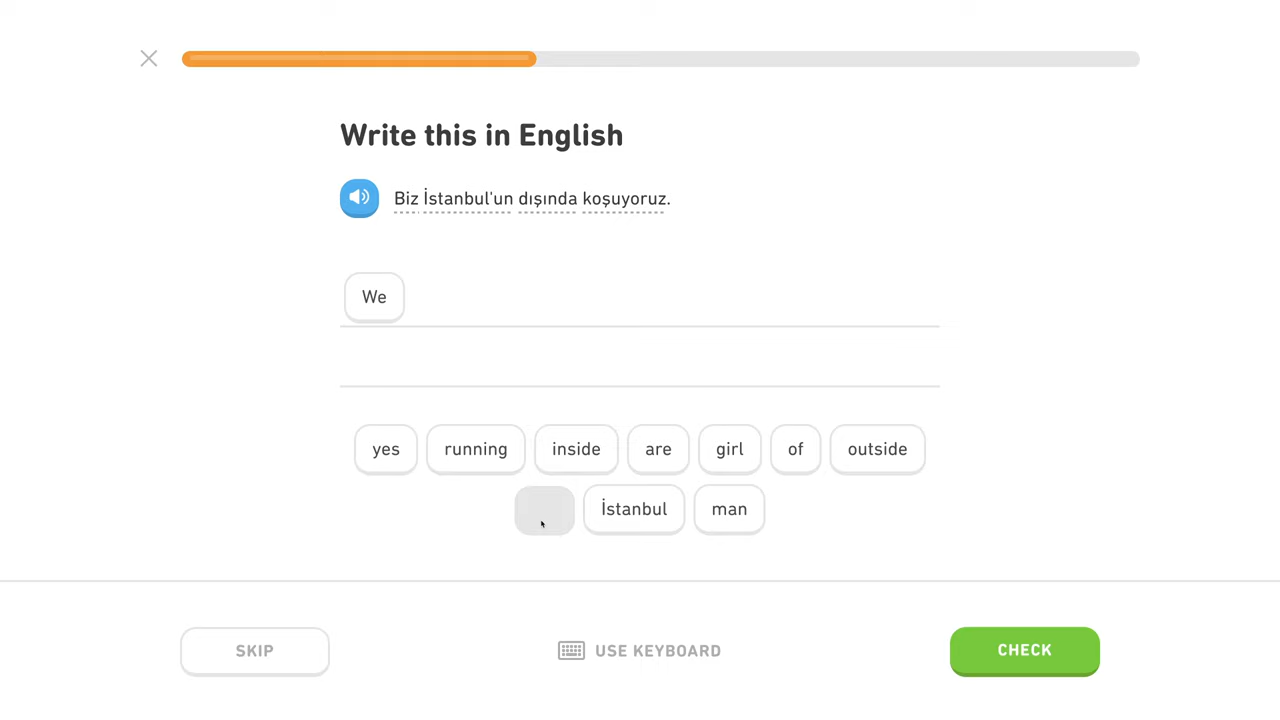 Write this in English
Biz İstanbul'un dışında koşuyoruz.
We
yes running inside are girl of outside
İstanbul man
SKIP USE KEYBOARD CHECK